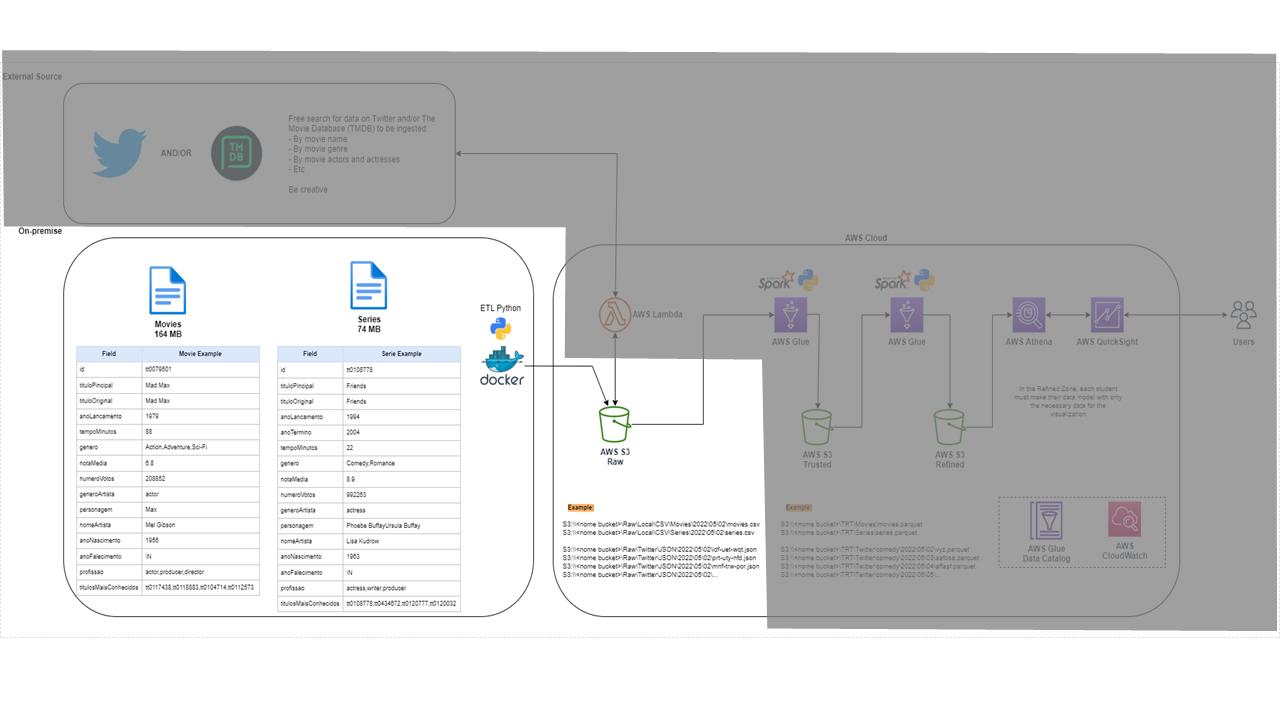 External Source
TM
DB
AND/OR
Free search for data on Twitter and/or The
Movie Database (TMDB) to be ingested:
- By movie name
- By movie genre
- By movie actors and actresses
- Etc
Be creative
On-premise
Movies
164 MB
Series
74 MB
Field Movie Example
id tt0079501
tituloPincipal Mad Max
tituloOriginal Mad Max
anoLancamento 1979
tempoMinutos 88
genero Action,Adventure,Sci-Fi
notaMedia 6.8
numeroVotos 208852
generoArtista actor
personagem Max
nomeArtista Mel Gibson
anoNascimento 1956
anoFalecimento \N
profissao actor,producer,director
titulosMaisConhecidos tt0117438,tt0118883,tt0104714,tt0112573
Field Serie Example
id tt0108778
tituloPincipal Friends
tituloOriginal Friends
anoLancamento 1994
anoTermino 2004
tempoMinutos 22
genero Comedy,Romance
notaMedia 8.9
numeroVotos 992263
generoArtista actress
personagem Phoebe BuffayUrsula Buffay
nomeArtista Lisa Kudrow
anoNascimento 1963
anoFalecimento \N
profissao actress,writer,producer
titulosMaisConhecidos tt0108778,tt0434672,tt0120777,tt0120032
ETL Python
docker
AWS Cloud
AWS Lambda
AWS S3
Raw
Spark
AWS Glue
Spark
AWS Glue
AWS Athena
AWS QuickSight
Users
AWS S3
Trusted
AWS S3
Refined
In the Refined Zone, each student
must make their data model with only
the necessary data for the
visualization
Example:
S3:\\<nome bucket>\Raw\Local\CSV\Movies\2022\05\02\movies.csv
S3:\\<nome bucket>\Raw\Local\CSV\Series\2022\05\02\series.csv
S3:\\<nome bucket>\Raw\Twitter\JSON\2022\05\02\idf-uet-wqt.json
S3:\\<nome bucket>\Raw\Twitter\JSON\2022\05\02\prt-uty-nfd.json
S3:\\<nome bucket>\Raw\Twitter\JSON\2022\05\02\mnf-trw-por.json
S3:\\<nome bucket>\Raw\Twitter\JSON\2022\05\02\...
Example:
S3:\\<nome bucket>\TRT\Movies\movies.parquet
S3:\\<nome bucket>\TRT\Series\series.parquet
S3:\\<nome bucket>\TRT\Twitter\comedy\2022\05\02\xyz.parquet
S3:\\<nome bucket>\TRT\Twitter\comedy\2022\05\03\
S3:\\<nome bucket>\TRT\Twitter\comedy\2022\05\04\
S3:\\<nome bucket>\TRT\Twitter\comedy\2022\05\05\...
AWS Glue
Data Catalog
AWS
CloudWatch